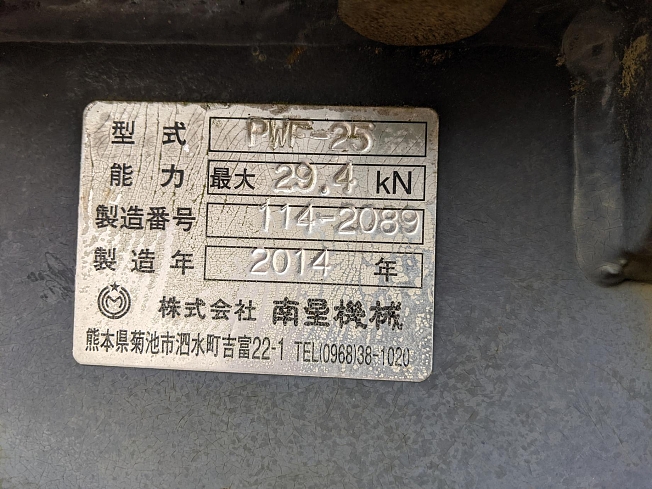 型式 PWF-25
能力 最大 29.4 kN
製造番号 114-2089
製造年 2014 年
株式会社 南星機械
熊本県菊池市泗水町吉富22-1 TEL(0968)38-1020